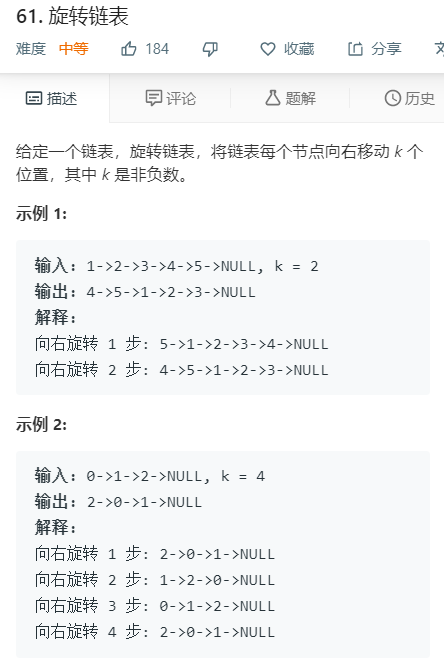 61. 旋转链表
难度 中等 184 收藏 分享
描述 评论 题解 历史
给定一个链表，旋转链表，将链表每个节点向右移动 k 个
位置，其中 k 是非负数。
示例 1:
输入: 1->2->3->4->5->NULL, k = 2
输出: 4->5->1->2->3->NULL
解释:
向右旋转 1 步: 5->1->2->3->4->NULL
向右旋转 2 步: 4->5->1->2->3->NULL
示例 2:
输入: 0->1->2->NULL, k = 4
输出: 2->0->1->NULL
解释:
向右旋转 1 步: 2->0->1->NULL
向右旋转 2 步: 1->2->0->NULL
向右旋转 3 步: 0->1->2->NULL
向右旋转 4 步: 2->0->1->NULL